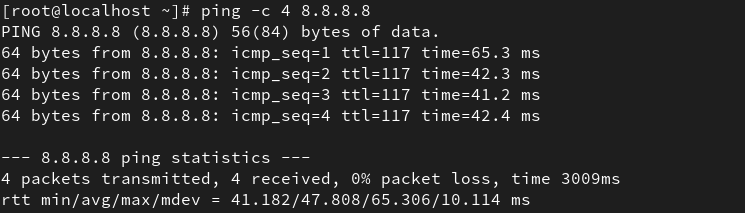 [root@localhost ~]# ping -c 4 8.8.8.8
PING 8.8.8.8 (8.8.8.8) 56(84) bytes of data.
64 bytes from 8.8.8.8: icmp_seq=1 ttl=117 time=65.3 ms
64 bytes from 8.8.8.8: icmp_seq=2 ttl=117 time=42.3 ms
64 bytes from 8.8.8.8: icmp_seq=3 ttl=117 time=41.2 ms
64 bytes from 8.8.8.8: icmp_seq=4 ttl=117 time=42.4 ms
--- 8.8.8.8 ping statistics ---
4 packets transmitted, 4 received, 0% packet loss, time 3009ms
rtt min/avg/max/mdev = 41.182/47.808/65.306/10.114 ms